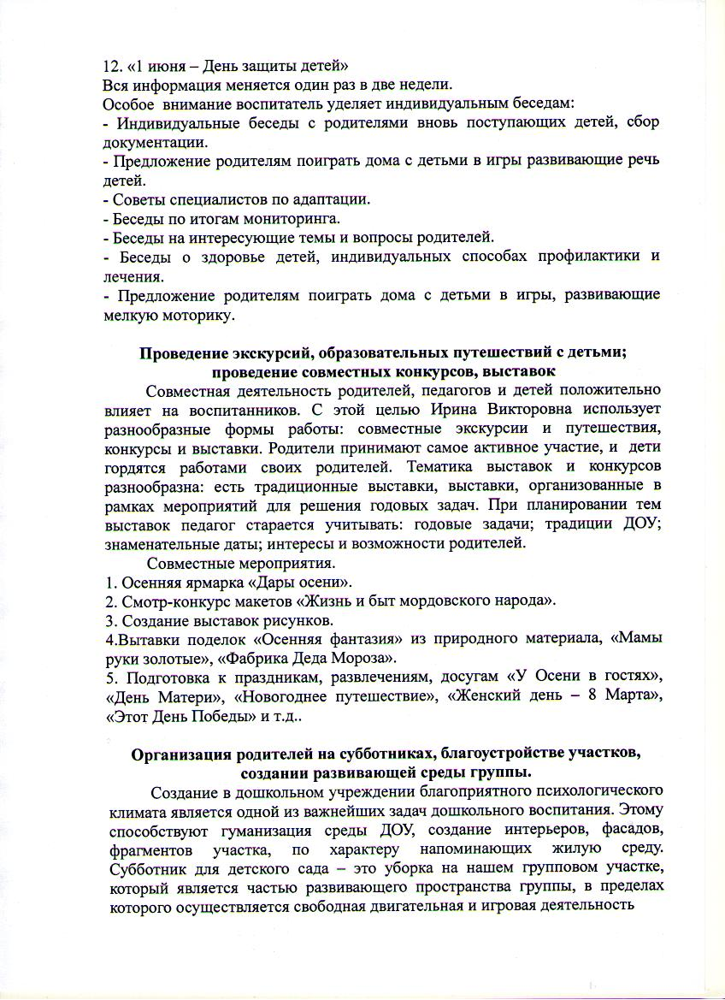 12. «1 июня – День защиты детей»
Вся информация меняется один раз в две недели.
Особое  внимание воспитатель уделяет индивидуальным беседам:
- Индивидуальные беседы с родителями вновь поступающих детей, сбор
документации.
- Предложение родителям поиграть дома с детьми в игры развивающие речь
детей.
- Советы специалистов по адаптации.
- Беседы по итогам мониторинга.
- Беседы на интересующие темы и вопросы родителей.
- Беседы о здоровье детей, индивидуальных способах профилактики и
лечения.
- Предложение родителям поиграть дома с детьми в игры, развивающие
мелкую моторику.
Проведение экскурсий, образовательных путешествий с детьми;
проведение совместных конкурсов, выставок
Совместная деятельность родителей, педагогов и детей положительно
влияет на воспитанников. С этой целью Ирина Викторовна использует
разнообразные формы работы: совместные экскурсии и путешествия,
конкурсы и выставки. Родители принимают самое активное участие, и  дети
гордятся работами своих родителей. Тематика выставок и конкурсов
разнообразна: есть традиционные выставки, выставки, организованные в
рамках мероприятий для решения годовых задач. При планировании тем
выставок педагог старается учитывать: годовые задачи; традиции ДОУ;
знаменательные даты; интересы и возможности родителей.
Совместные мероприятия.
1. Осенняя ярмарка «Дары осени».
2. Смотр-конкурс макетов «Жизнь и быт мордовского народа».
3. Создание выставок рисунков.
4.Вытавки поделок «Осенняя фантазия» из природного материала, «Мамы
руки золотые», «Фабрика Деда Мороза».
5. Подготовка к праздникам, развлечениям, досугам «У Осени в гостях»,
«День Матери», «Новогоднее путешествие», «Женский день – 8 Марта»,
«Этот День Победы» и т.д..
Организация родителей на субботниках, благоустройстве участков,
создании развивающей среды группы.
Создание в дошкольном учреждении благоприятного психологического
климата является одной из важнейших задач дошкольного воспитания. Этому
способствуют гуманизация среды ДОУ, создание интерьеров, фасадов,
фрагментов участка, по характеру напоминающих жилую среду.
Субботник для детского сада – это уборка на нашем групповом участке,
который является частью развивающего пространства группы, в пределах
которого осуществляется свободная двигательная и игровая деятельность